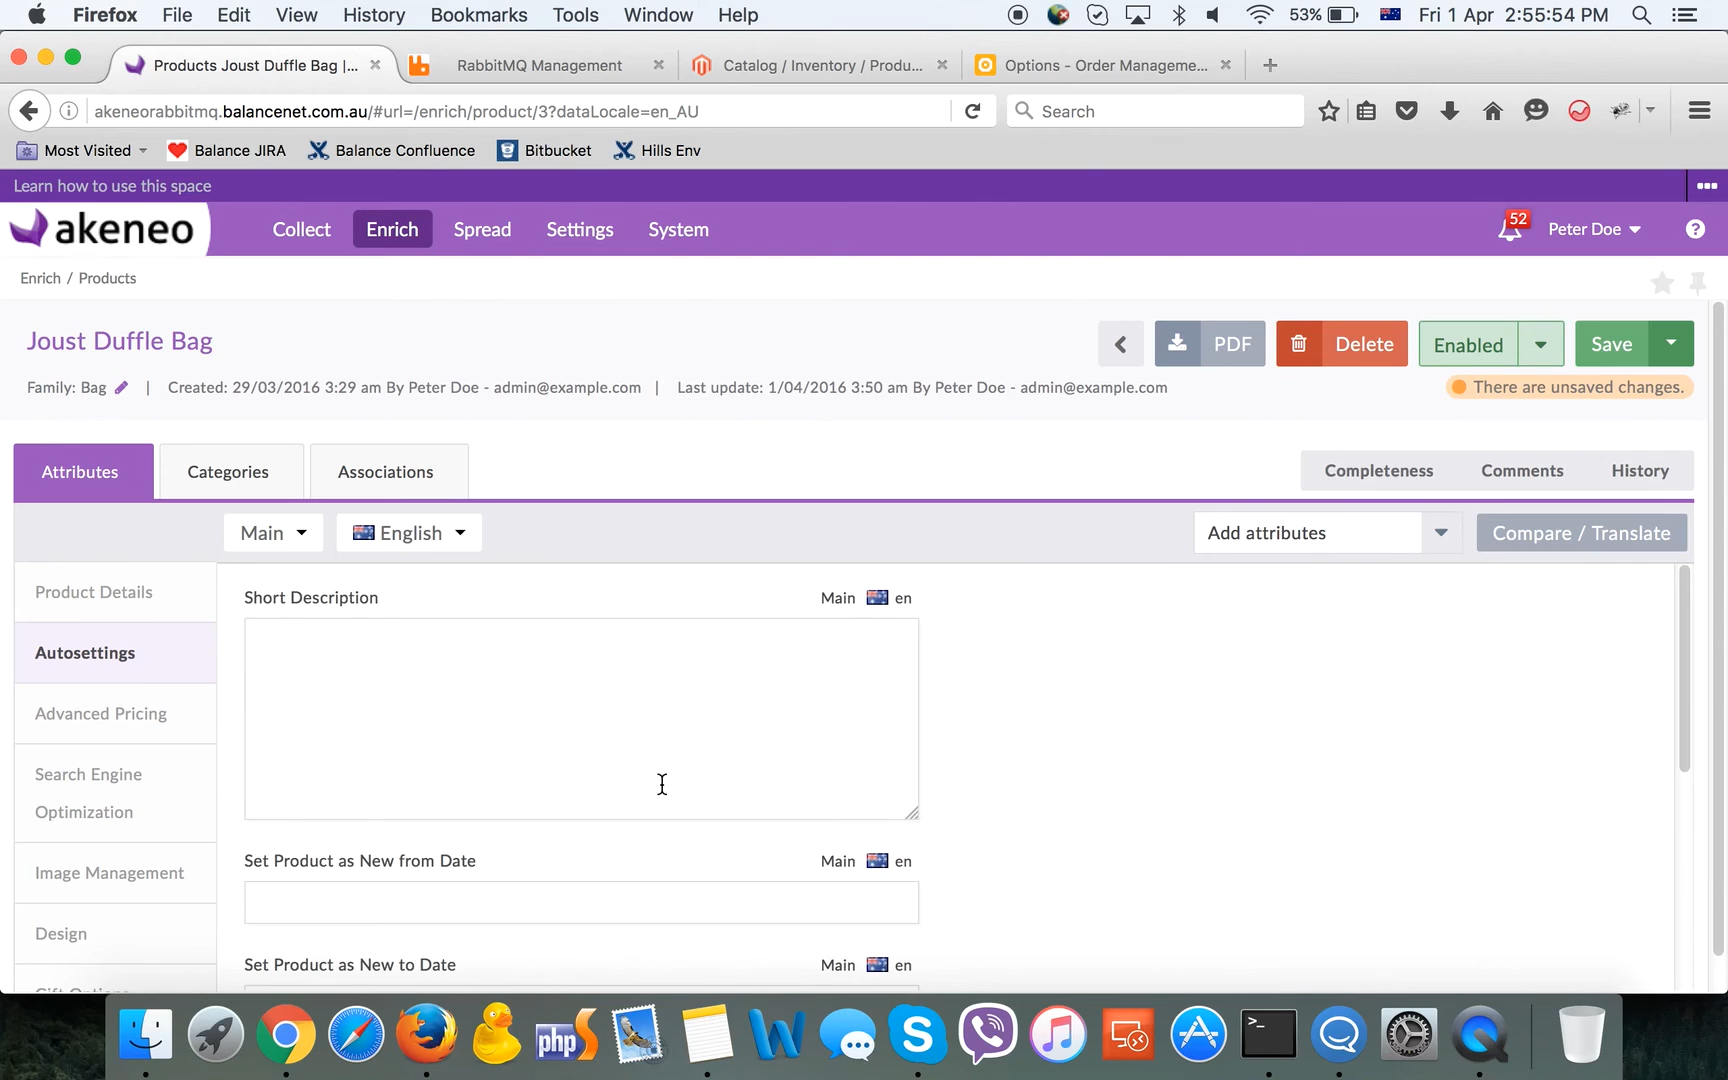 Firefox File Edit View History Bookmarks Tools Window Help 53% Fri 1 Apr 2:55:54 PM
Products Joust Duffle Bag |... RabbitMQ Management Catalog / Inventory / Produ... Options - Order Manageme...
akeneorabbitmq.balancenet.com.au/#url=/enrich/product/3?dataLocale=en_AU Search
Most Visited Balance JIRA Balance Confluence Bitbucket Hills Env
Learn how to use this space
akeneo Collect Enrich Spread Settings System 52 Peter Doe ?
Enrich / Products
Joust Duffle Bag PDF Delete Enabled Save
Family: Bag | Created: 29/03/2016 3:29 am By Peter Doe - admin@example.com | Last update: 1/04/2016 3:50 am By Peter Doe - admin@example.com There are unsaved changes.
Attributes Categories Associations Completeness Comments History
Main English Add attributes Compare / Translate
Product Details
Autosettings
Advanced Pricing
Search Engine
Optimization
Image Management
Design
Short Description Main en
Set Product as New from Date Main en
Set Product as New to Date Main en
php